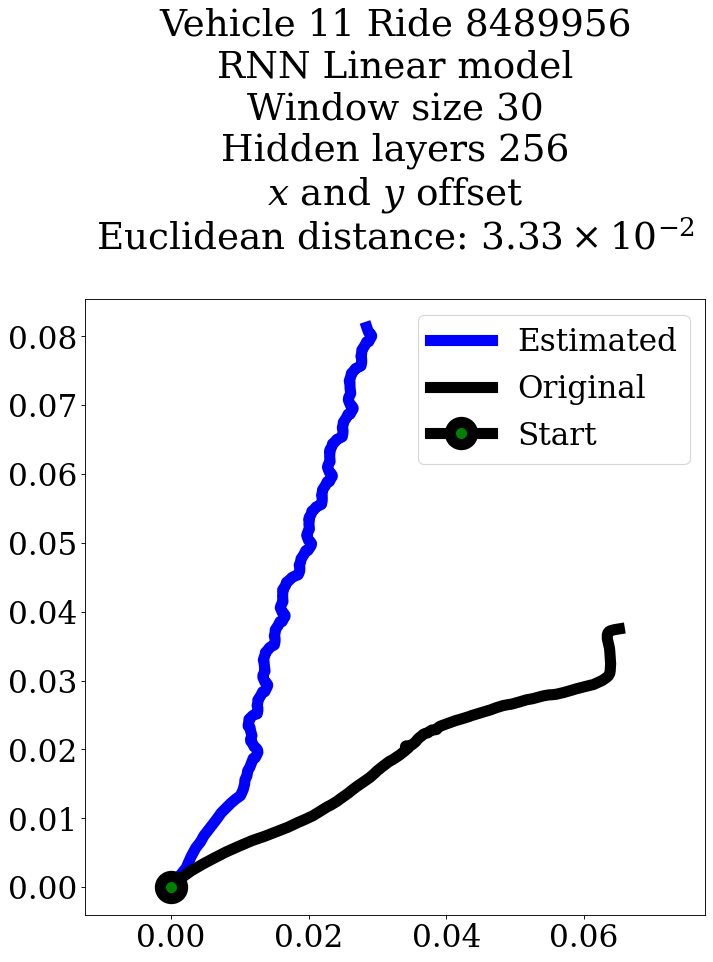 Vehicle 11 Ride 8489956
RNN Linear model
Window size 30
Hidden layers 256
x and y offset
Euclidean distance: 3.33 × 10⁻²
Estimated
Original
Start
0.08
0.07
0.06
0.05
0.04
0.03
0.02
0.01
0.00
0.00 0.02 0.04 0.06